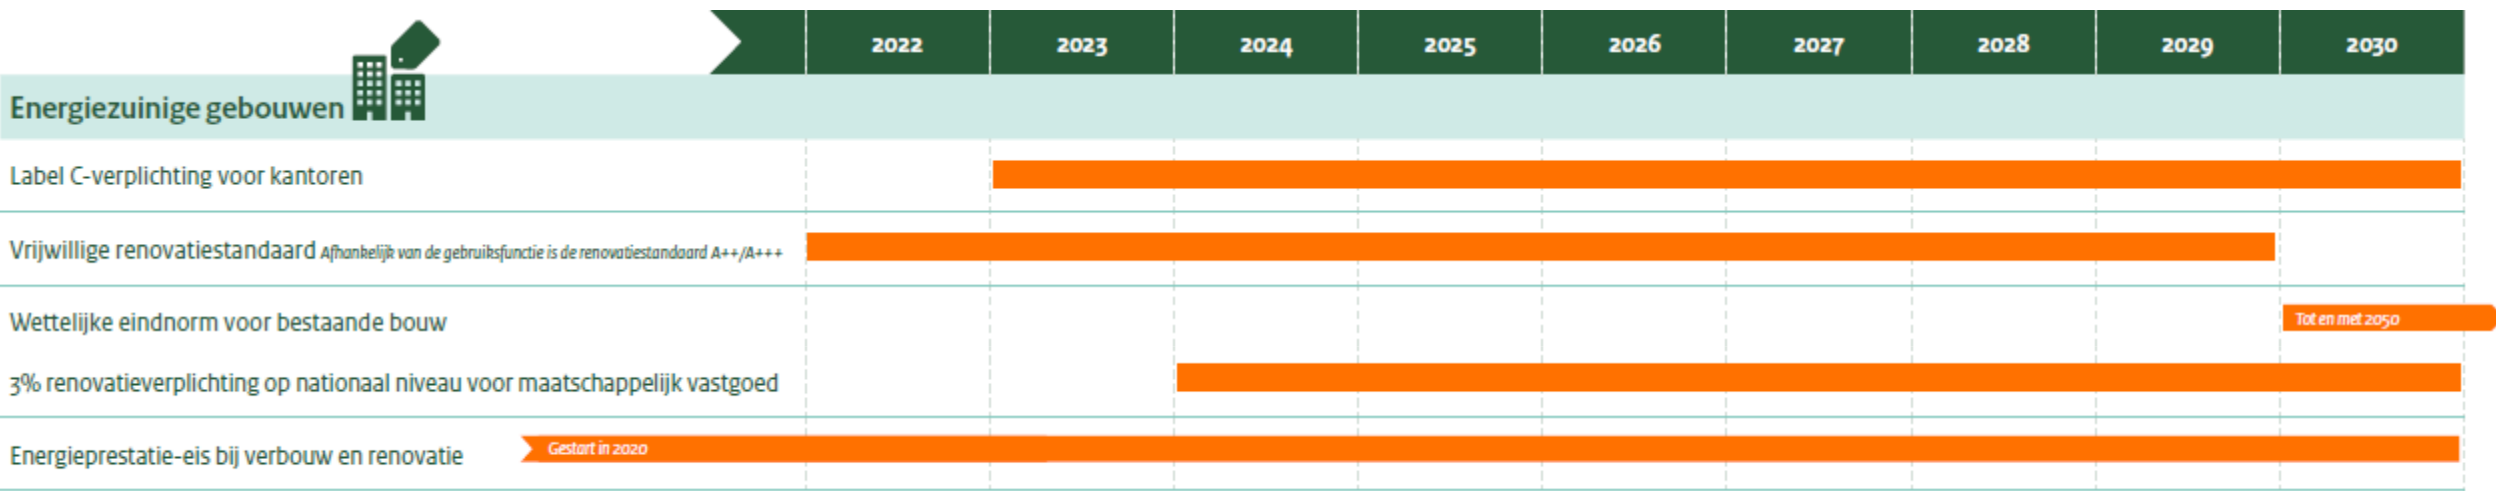 2022 2023 2024 2025 2026 2027 2028 2029 2030
Energiezuinige gebouwen
Label C-verplichting voor kantoren
Vrijwillige renovatiestandaard Afhankelijk van de gebruiksfunctie is de renovatiestandaard A++/A+++
Wettelijke eindnorm voor bestaande bouw Tot en met 2050
3% renovatieverplichting op nationaal niveau voor maatschappelijk vastgoed
Energieprestatie-eis bij verbouw en renovatie Gestart in 2020